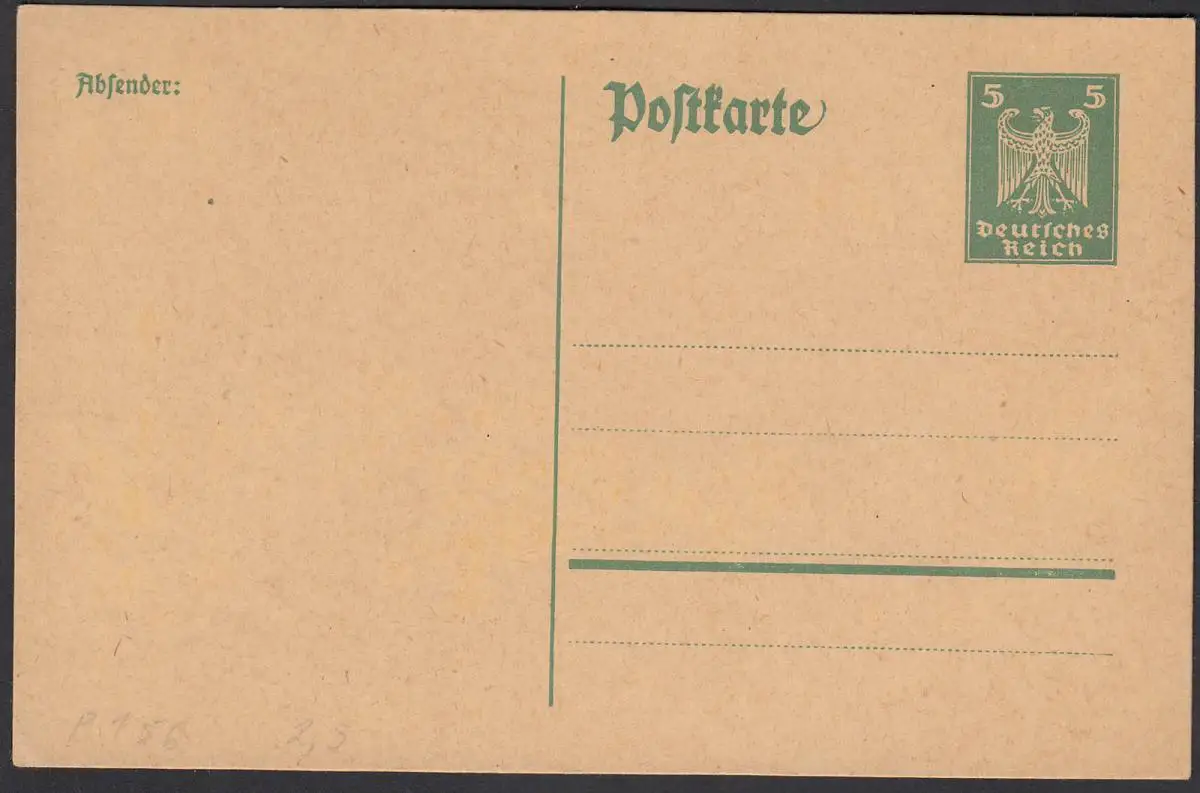 Absender:
Postkarte
5 5
Deutsches
Reich
P. 156 2,5